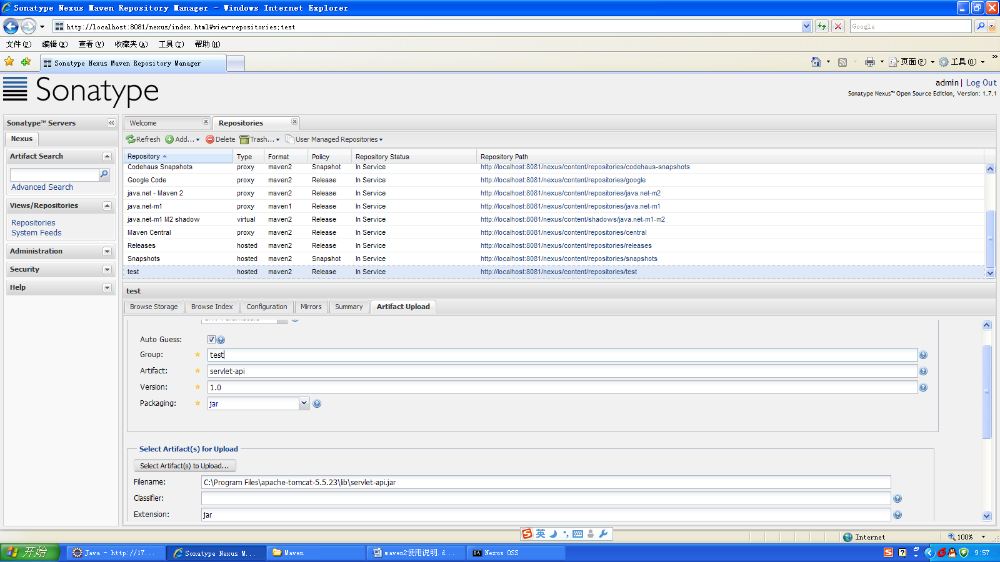 Sonatype Nexus Maven Repository Manager - Windows Internet Explorer
http://localhost:8081/nexus/index.html#view-repositories;test
Google
文件(F) 编辑(E) 查看(V) 收藏夹(A) 工具(T) 帮助(H)
Sonatype Nexus Maven Repository Manager
页面(P) 工具(O)
Sonatype
admin | Log Out
Sonatype Nexus™ Open Source Edition, Version: 1.7.1
Sonatype™ Servers
Nexus
Artifact Search
Advanced Search
Views/Repositories
Repositories
System Feeds
Administration
Security
Help
Welcome Repositories
Refresh Add... Delete Trash... User Managed Repositories
Repository Type Format Policy Repository Status Repository Path
Codehaus Snapshots proxy maven2 Snapshot In Service http://localhost:8081/nexus/content/repositories/codehaus-snapshots
Google Code proxy maven2 Release In Service http://localhost:8081/nexus/content/repositories/google
java.net - Maven 2 proxy maven2 Release In Service http://localhost:8081/nexus/content/repositories/java.net-m2
java.net-m1 proxy maven1 Release In Service http://localhost:8081/nexus/content/repositories/java.net-m1
java.net-m1 M2 shadow virtual maven2 Release In Service http://localhost:8081/nexus/content/shadows/java.net-m1-m2
Maven Central proxy maven2 Release In Service http://localhost:8081/nexus/content/repositories/central
Releases hosted maven2 Release In Service http://localhost:8081/nexus/content/repositories/releases
Snapshots hosted maven2 Snapshot In Service http://localhost:8081/nexus/content/repositories/snapshots
test hosted maven2 Release In Service http://localhost:8081/nexus/content/repositories/test
test
Browse Storage Browse Index Configuration Mirrors Summary Artifact Upload
Auto Guess:
Group: test
Artifact: servlet-api
Version: 1.0
Packaging: jar
Select Artifact(s) for Upload
Select Artifact(s) to Upload...
Filename: C:\Program Files\apache-tomcat-5.5.23\lib\servlet-api.jar
Classifier:
Extension: jar
英
Internet 100%
开始 Java - http://17... Sonatype Nexus M... Maven maven2使用说明.d... Nexus OSS 9:57